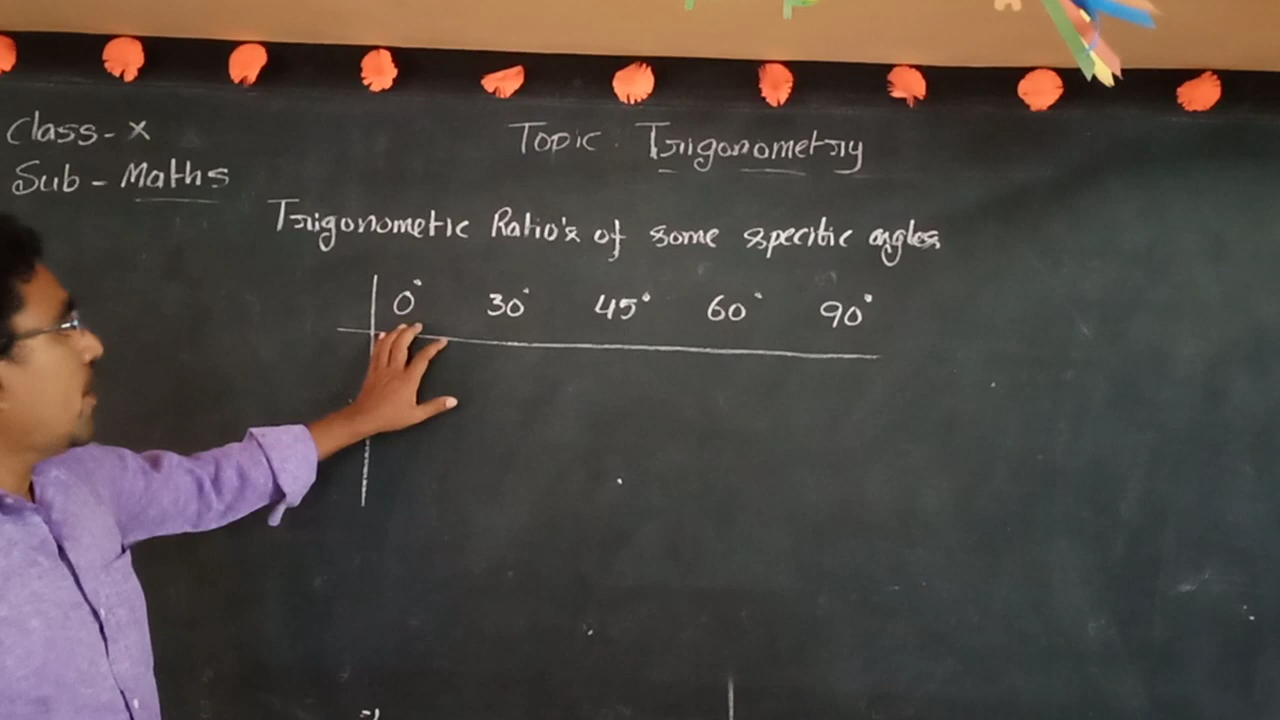 Class-X
Sub-Maths
Topic: Trigonometry
Trigonometric Ratio's of some specific angles
0° 30° 45° 60° 90°